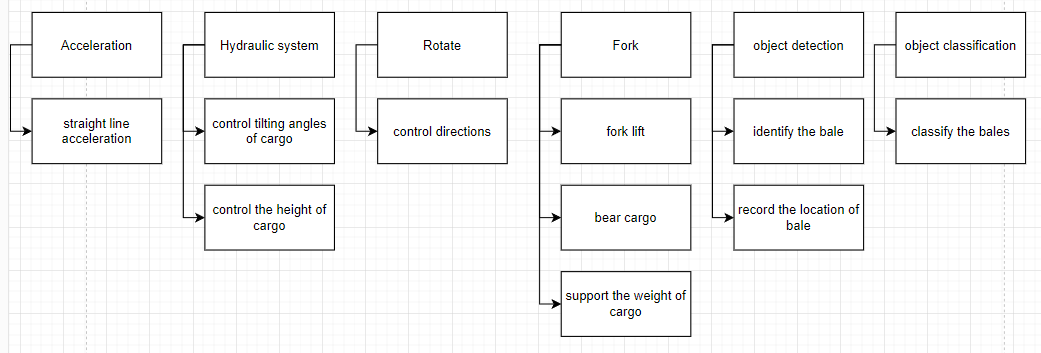 Acceleration
Hydraulic system
Rotate
Fork
object detection
object classification
straight line
acceleration
control tilting angles
of cargo
control directions
fork lift
identify the bale
classify the bales
control the height of
cargo
bear cargo
record the location of
bale
support the weight of
cargo